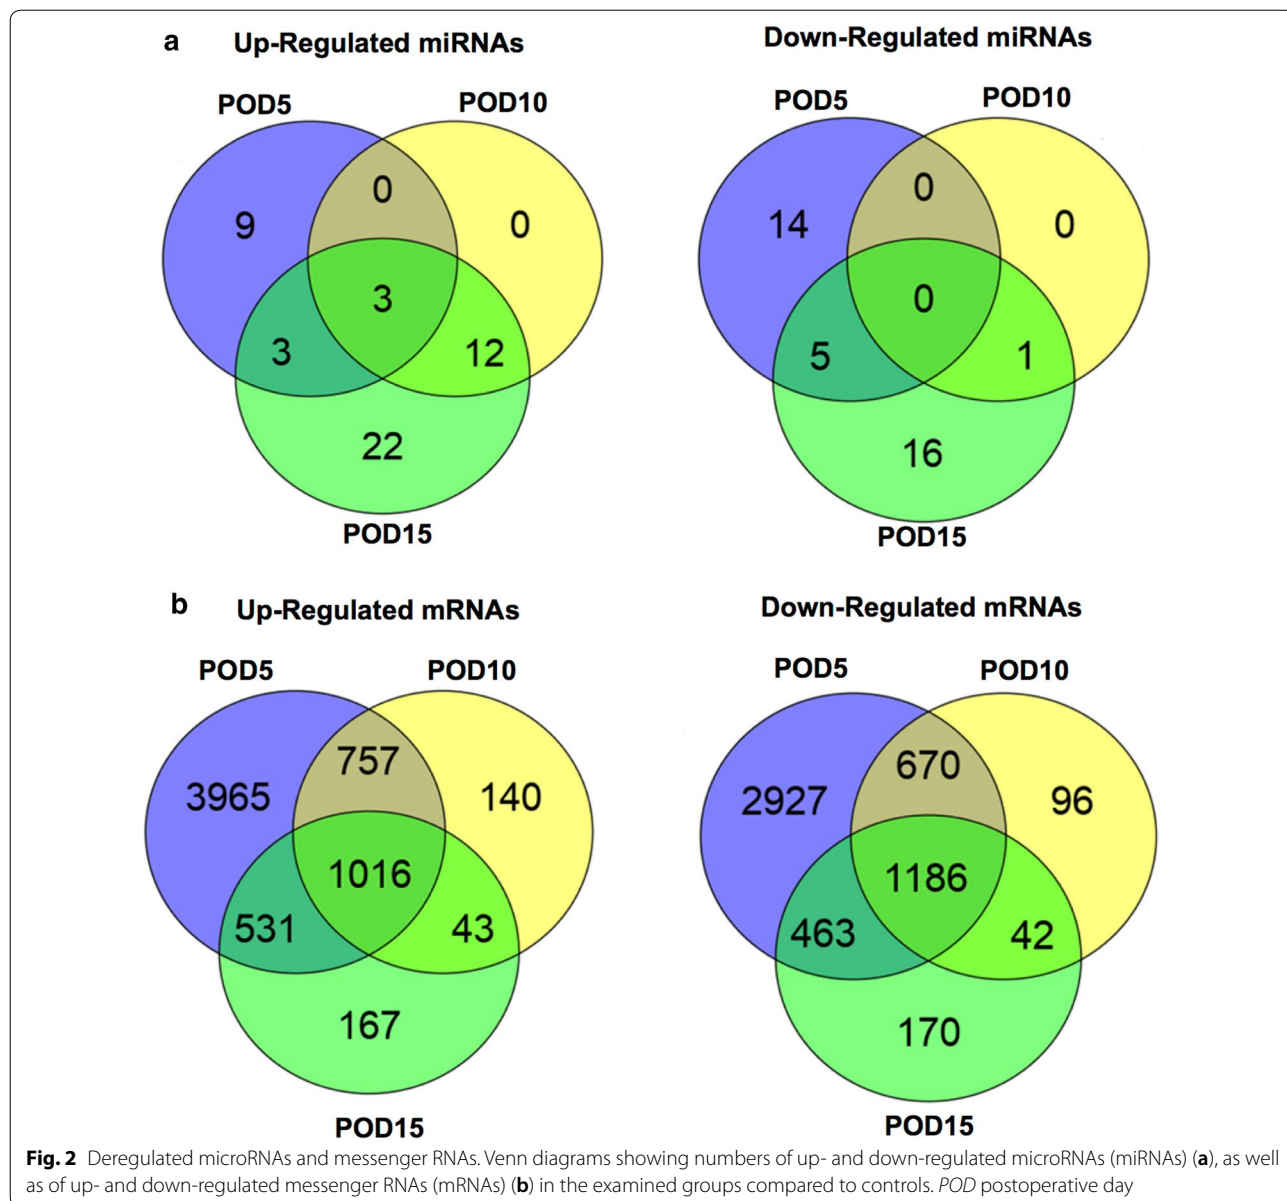 a Up-Regulated miRNAs Down-Regulated miRNAs
POD5 POD10 POD5 POD10
0 0
9 0 14 0
3 0
3 12 5 1
22 16
POD15 POD15
b Up-Regulated mRNAs Down-Regulated mRNAs
POD5 POD10 POD5 POD10
757 670
3965 140 2927 96
1016 1186
531 43 463 42
167 170
POD15 POD15
Fig. 2 Deregulated microRNAs and messenger RNAs. Venn diagrams showing numbers of up- and down-regulated microRNAs (miRNAs) (a), as well
as of up- and down-regulated messenger RNAs (mRNAs) (b) in the examined groups compared to controls. POD postoperative day